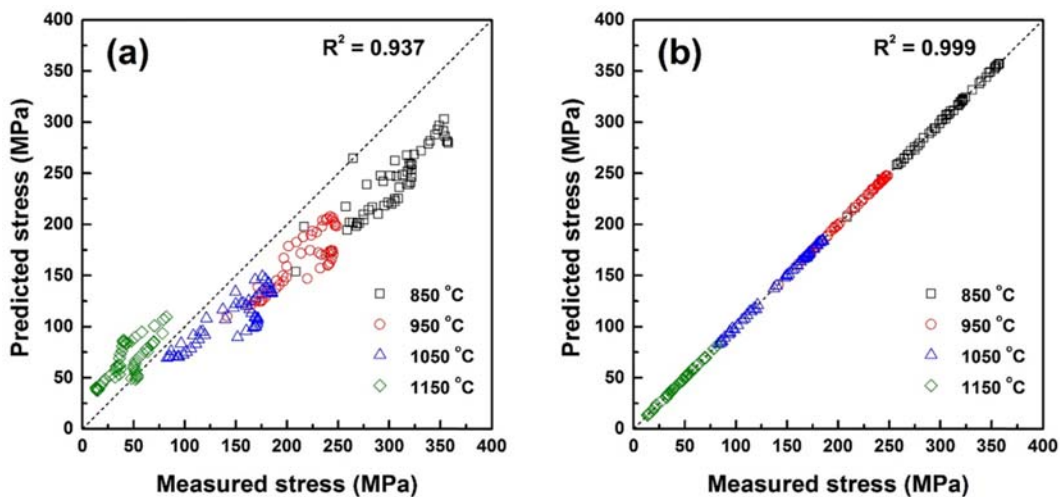 (a)
R² = 0.937
Predicted stress (MPa)
400
350
300
250
200
150
100
50
0
850 °C
950 °C
1050 °C
1150 °C
0 50 100 150 200 250 300 350 400
Measured stress (MPa)
(b)
R² = 0.999
Predicted stress (MPa)
400
350
300
250
200
150
100
50
0
850 °C
950 °C
1050 °C
1150 °C
0 50 100 150 200 250 300 350 400
Measured stress (MPa)